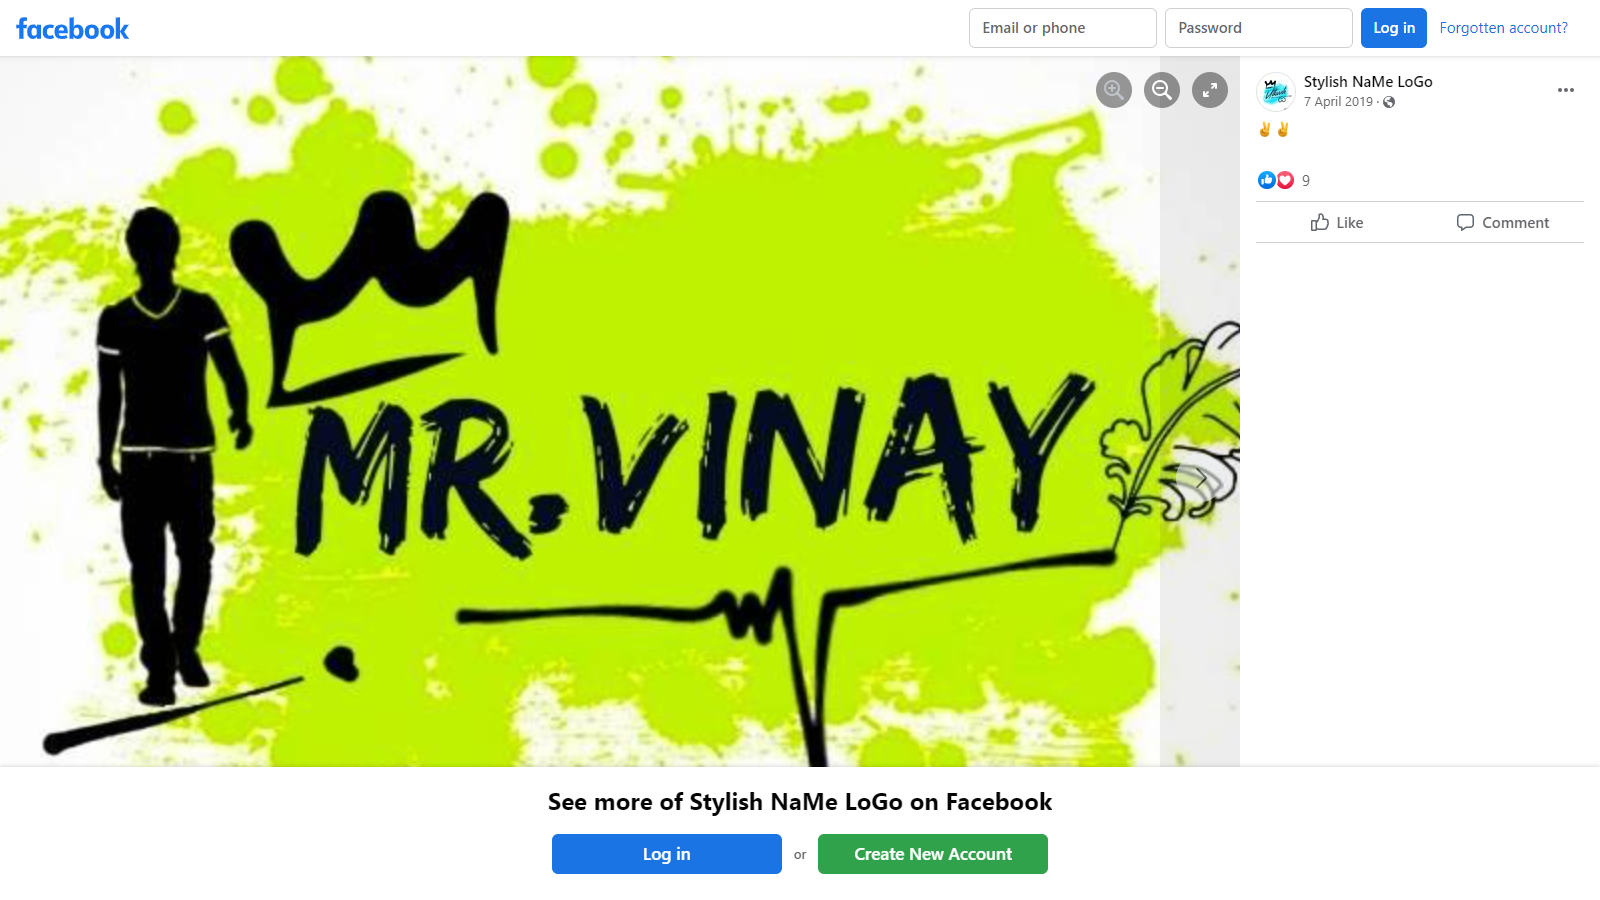 facebook
Email or phone
Password
Log in
Forgotten account?
Stylish NaMe LoGo
7 April 2019 ·
✌✌
9
Like
Comment
MR.VINAY
See more of Stylish NaMe LoGo on Facebook
Log in
or
Create New Account